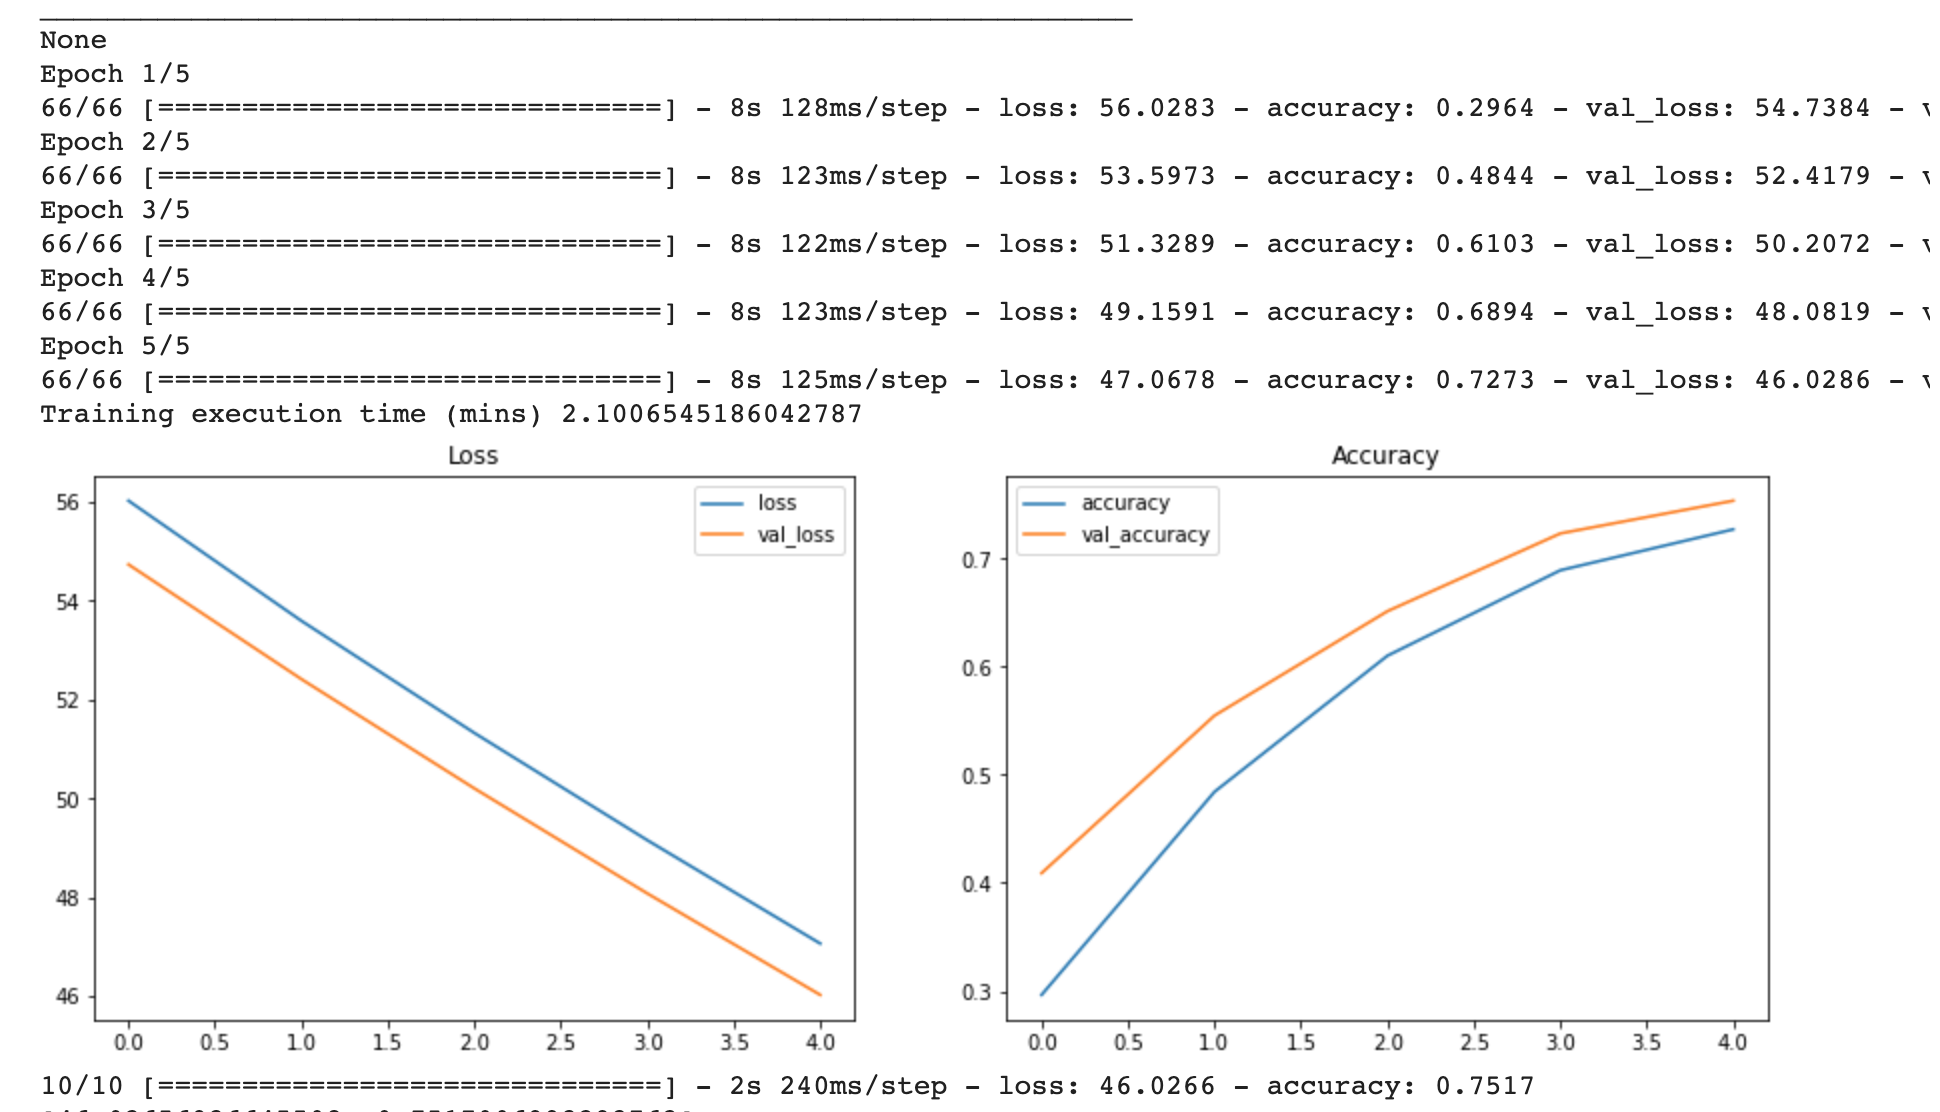 None
Epoch 1/5
66/66 [==============================] - 8s 128ms/step - loss: 56.0283 - accuracy: 0.2964 - val_loss: 54.7384 -
Epoch 2/5
66/66 [==============================] - 8s 123ms/step - loss: 53.5973 - accuracy: 0.4844 - val_loss: 52.4179 -
Epoch 3/5
66/66 [==============================] - 8s 122ms/step - loss: 51.3289 - accuracy: 0.6103 - val_loss: 50.2072 -
Epoch 4/5
66/66 [==============================] - 8s 123ms/step - loss: 49.1591 - accuracy: 0.6894 - val_loss: 48.0819 -
Epoch 5/5
66/66 [==============================] - 8s 125ms/step - loss: 47.0678 - accuracy: 0.7273 - val_loss: 46.0286 -
Training execution time (mins) 2.1006545186042787
Loss
loss
val_loss
56
54
52
50
48
46
0.0 0.5 1.0 1.5 2.0 2.5 3.0 3.5 4.0
Accuracy
accuracy
val_accuracy
0.7
0.6
0.5
0.4
0.3
0.0 0.5 1.0 1.5 2.0 2.5 3.0 3.5 4.0
10/10 [==============================] - 2s 240ms/step - loss: 46.0266 - accuracy: 0.7517